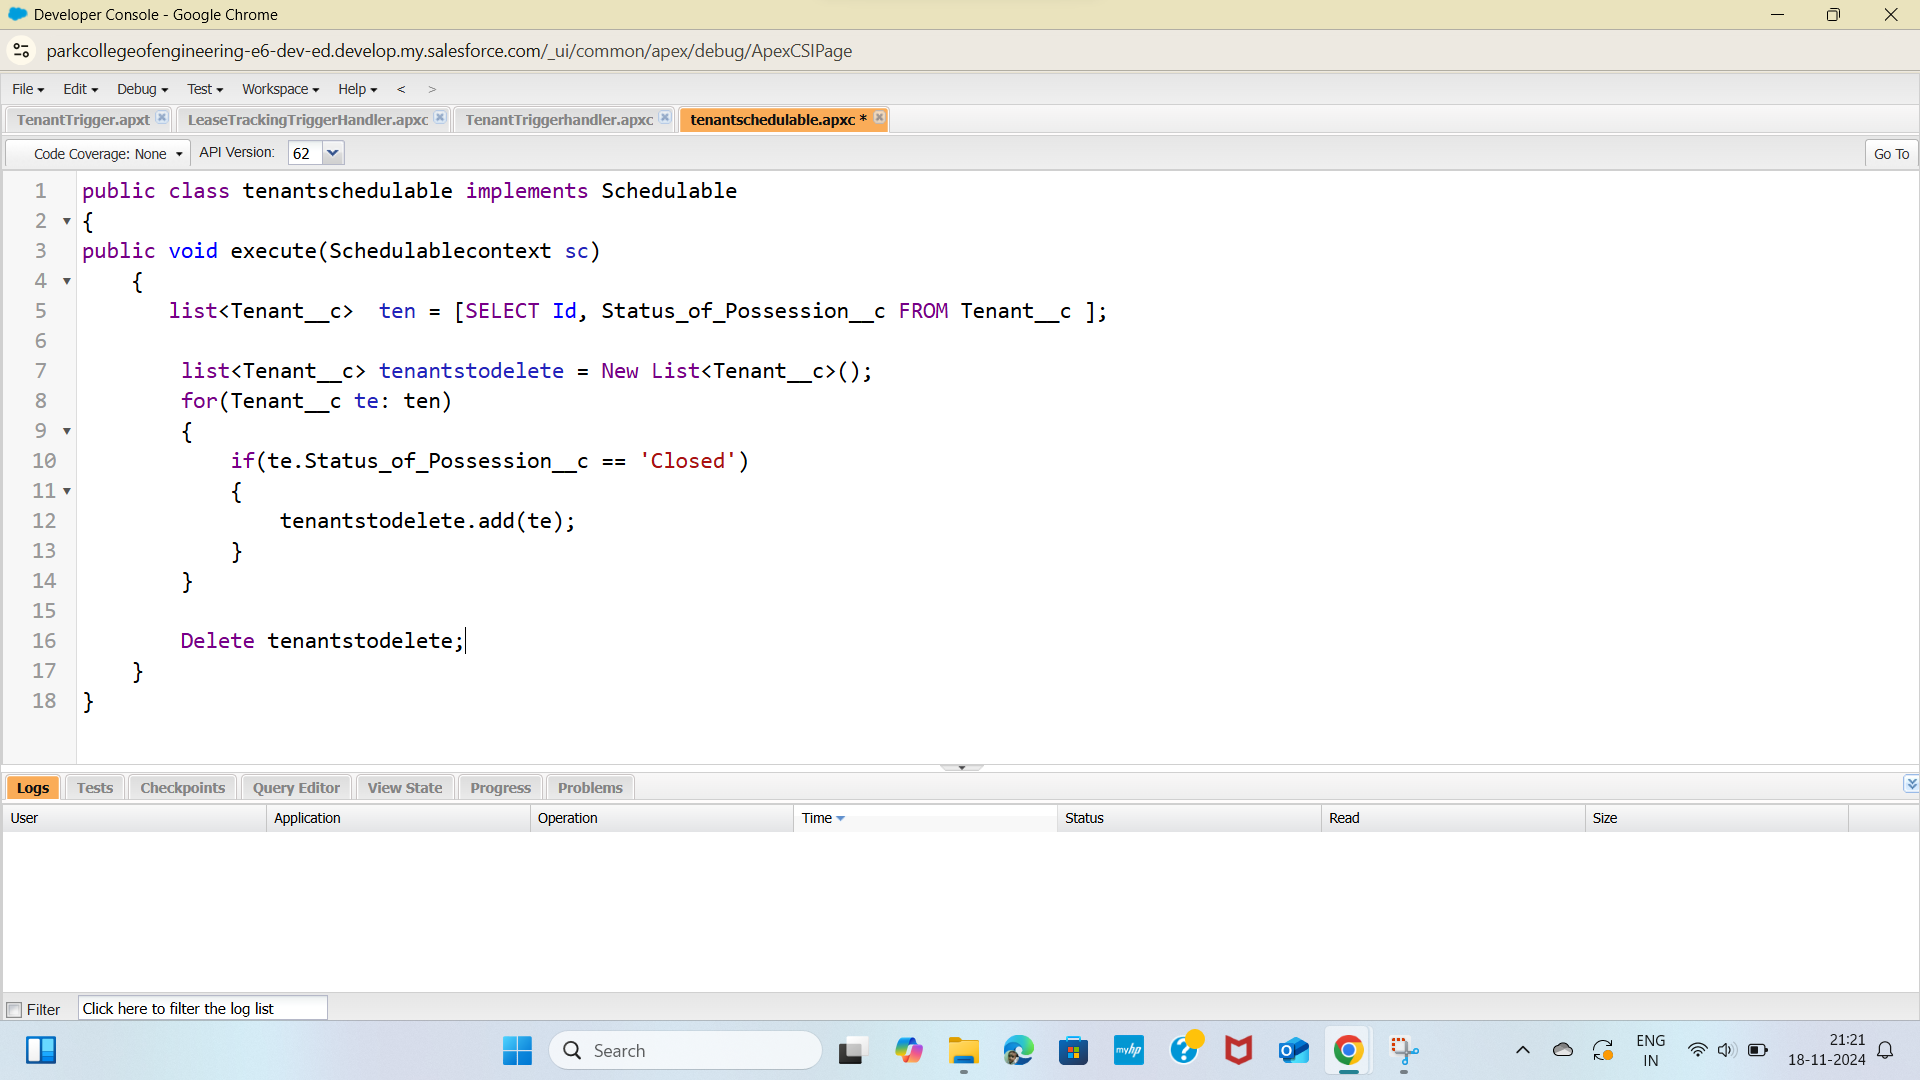 Developer Console - Google Chrome
parkcollegeofengineering-e6-dev-ed.develop.my.salesforce.com/_ui/common/apex/debug/ApexCSIPage
File Edit Debug Test Workspace Help < >
TenantTrigger.apxt LeaseTrackingTriggerHandler.apxc TenantTriggerhandler.apxc tenantschedulable.apxc *
Code Coverage: None API Version: 62 Go To
1 public class tenantschedulable implements Schedulable
2 {
3 public void execute(Schedulablecontext sc)
4 {
5 list<Tenant__c>  ten = [SELECT Id, Status_of_Possession__c FROM Tenant__c ];
6
7 list<Tenant__c> tenantstodelete = New List<Tenant__c>();
8 for(Tenant__c te: ten)
9 {
10 if(te.Status_of_Possession__c == 'Closed')
11 {
12 tenantstodelete.add(te);
13 }
14 }
15
16 Delete tenantstodelete;
17 }
18 }
Logs Tests Checkpoints Query Editor View State Progress Problems
User Application Operation Time Status Read Size
Filter Click here to filter the log list
Search myhp ENG 21:21
IN 18-11-2024